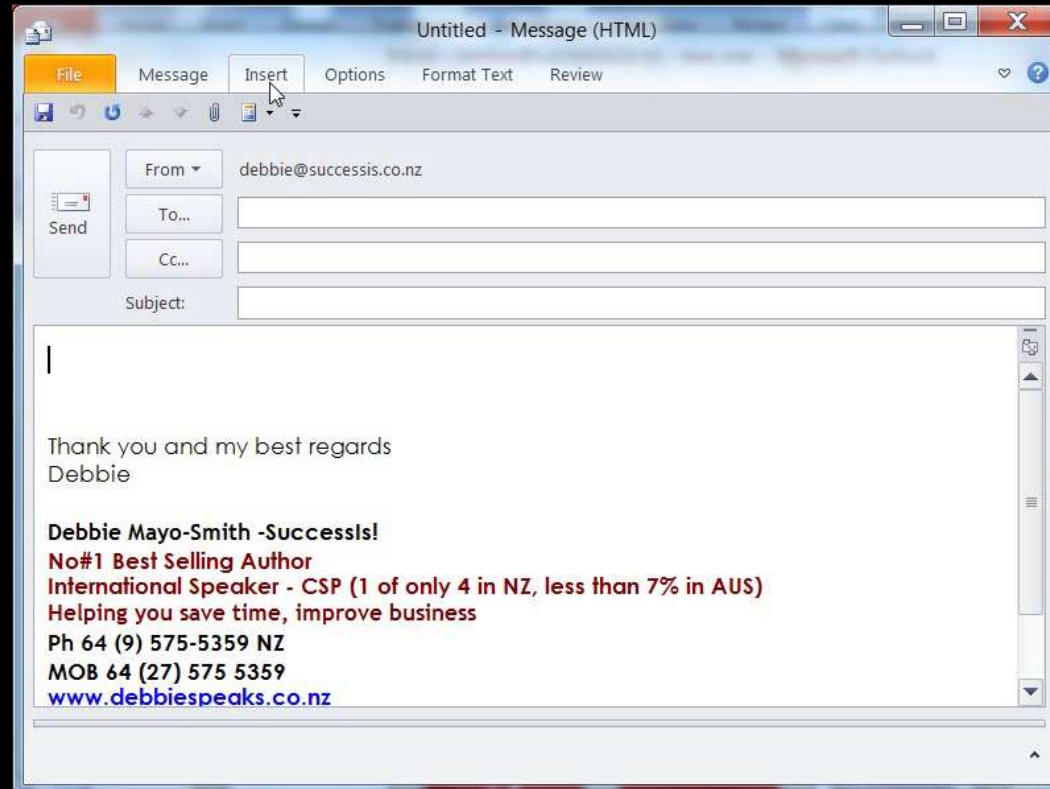 Untitled - Message (HTML)
File Message Insert Options Format Text Review
From debbie@successis.co.nz
Send
To...
Cc...
Subject:
Thank you and my best regards
Debbie
Debbie Mayo-Smith -SuccessIs!
No#1 Best Selling Author
International Speaker - CSP (1 of only 4 in NZ, less than 7% in AUS)
Helping you save time, improve business
Ph 64 (9) 575-5359 NZ
MOB 64 (27) 575 5359
www.debbiespeaks.co.nz